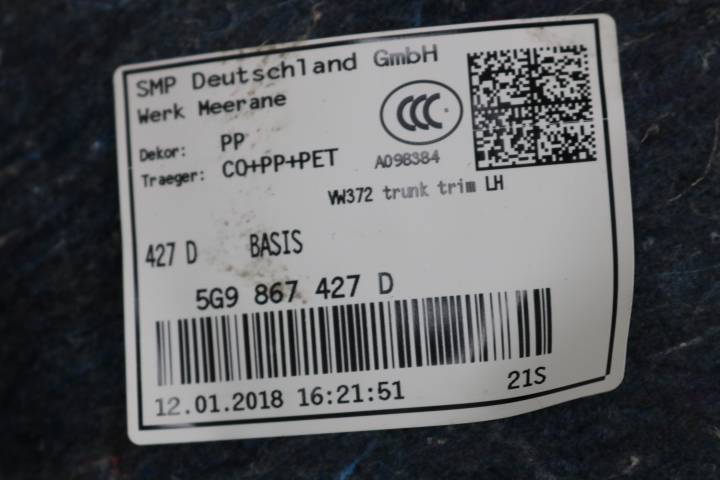 SMP Deutschland GmbH
Werk Meerane
CCC
Dekor: PP
Traeger: CO+PP+PET
A098384
VW372 trunk trim LH
427 D BASIS
5G9 867 427 D
12.01.2018 16:21:51 21S